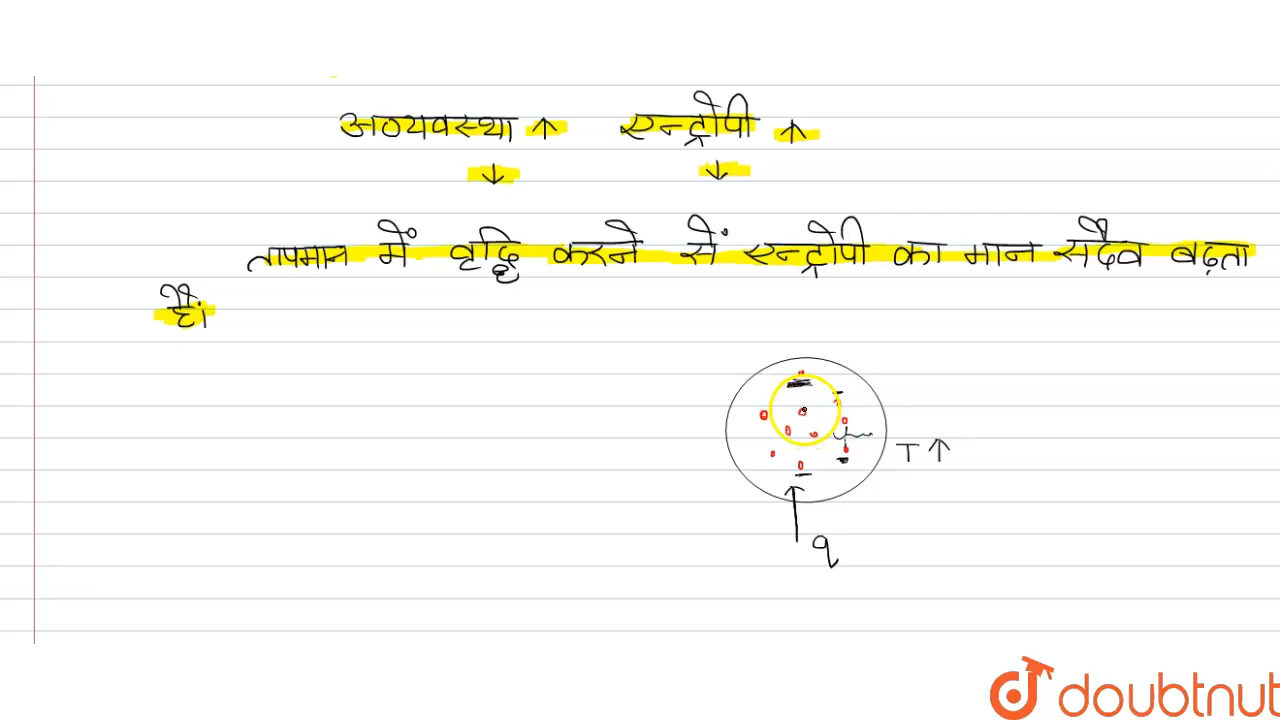 अव्यवस्था ↑ एन्ट्रोपी ↑
↓ ↓
तापमान में वृद्धि करने से एन्ट्रोपी का मान सदैव बढ़ता
है।
T ↑
q
doubtnut